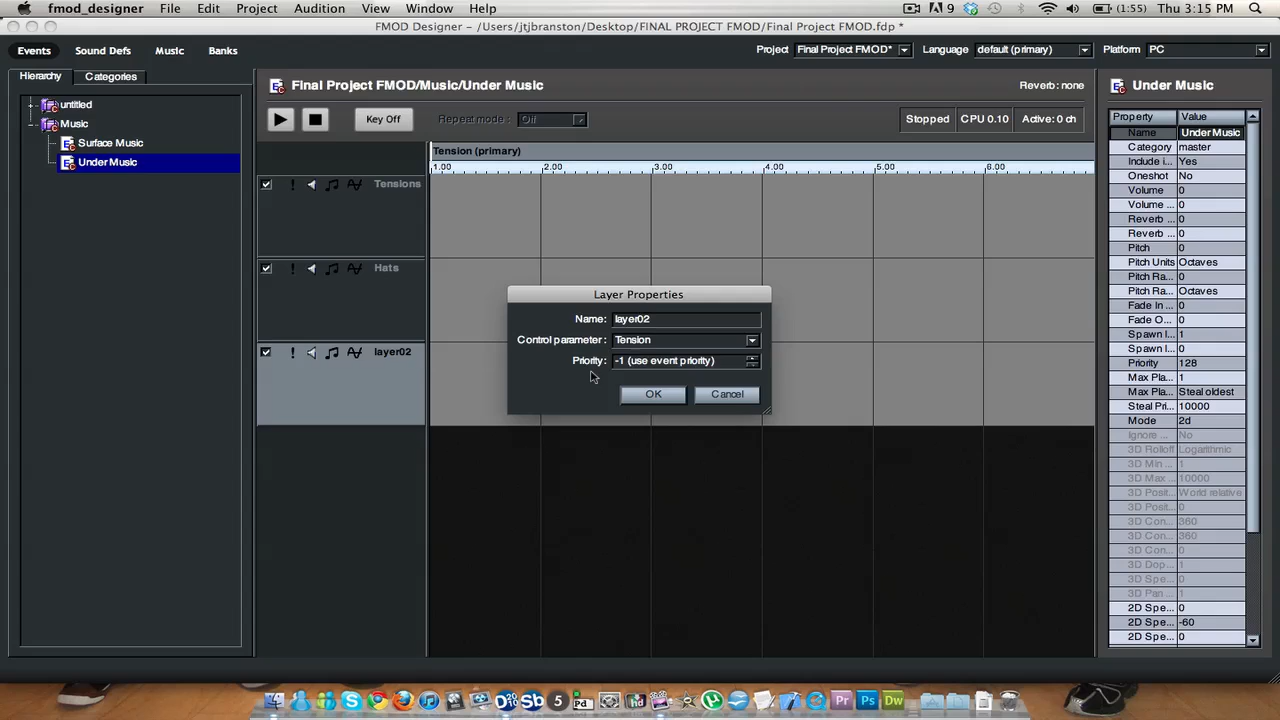 fmod_designer File Edit Project Audition View Window Help 9 (1:55) Thu 3:15 PM
FMOD Designer – /Users/jtjbranston/Desktop/FINAL PROJECT FMOD/Final Project FMOD.fdp *
Events Sound Defs Music Banks Project Final Project FMOD* Language default (primary) Platform PC
Hierarchy Categories
untitled
Music
Surface Music
Under Music
Final Project FMOD/Music/Under Music Reverb: none
Key Off Repeat mode: Off Stopped CPU 0.10 Active: 0 ch
Tension (primary)
1.00 2.00 3.00 4.00 5.00 6.00
Tensions
Hats
layer02
Layer Properties
Name: layer02
Control parameter: Tension
Priority: -1 (use event priority)
OK Cancel
Under Music
Property Value
Name Under Music
Category master
Include i... Yes
Oneshot No
Volume 0
Volume ... 0
Reverb ... 0
Reverb ... 0
Pitch 0
Pitch Units Octaves
Pitch Ra... 0
Pitch Ra... Octaves
Fade In ... 0
Fade O... 0
Spawn I... 1
Spawn I... 0
Priority 128
Max Pla... 1
Max Pla... Steal oldest
Steal Pri... 10000
Mode 2d
Ignore ... No
3D Rolloff Logarithmic
3D Min ... 1
3D Max ... 10000
3D Posit... World relative
3D Posit... 0
3D Con... 360
3D Con... 360
3D Con... 0
3D Dop... 1
3D Spe... 0
3D Pan ... 1
2D Spe... 0
2D Spe... -60
2D Spe... 0
D 2010 Sb 5 Pd hd Pr Ps Dw